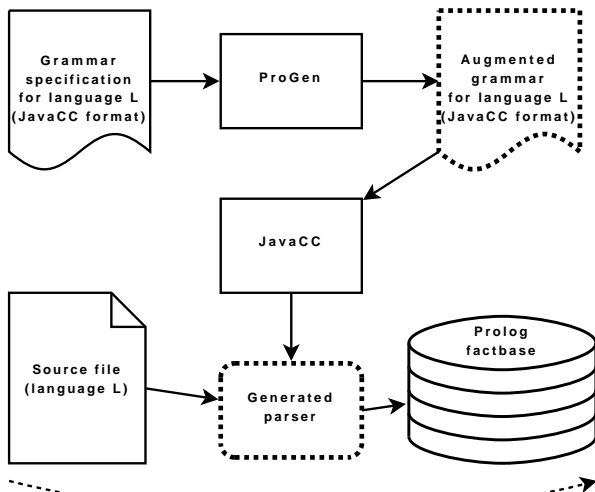 Grammar
specification
for language L
(JavaCC format)
ProGen
Augmented
grammar
for language L
(JavaCC format)
JavaCC
Source file
(language L)
Generated
parser
Prolog
factbase